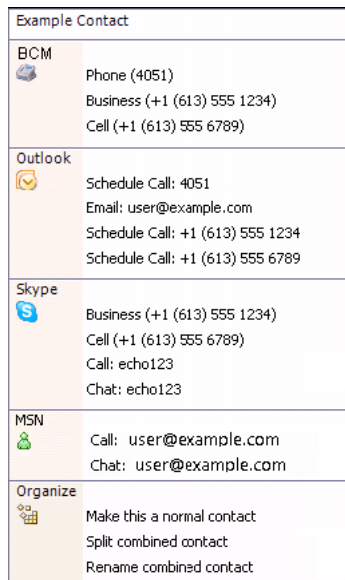 Example Contact
BCM
Phone (4051)
Business (+1 (613) 555 1234)
Cell (+1 (613) 555 6789)
Outlook
Schedule Call: 4051
Email: user@example.com
Schedule Call: +1 (613) 555 1234
Schedule Call: +1 (613) 555 6789
Skype
Business (+1 (613) 555 1234)
Cell (+1 (613) 555 6789)
Call: echo123
Chat: echo123
MSN
Call: user@example.com
Chat: user@example.com
Organize
Make this a normal contact
Split combined contact
Rename combined contact